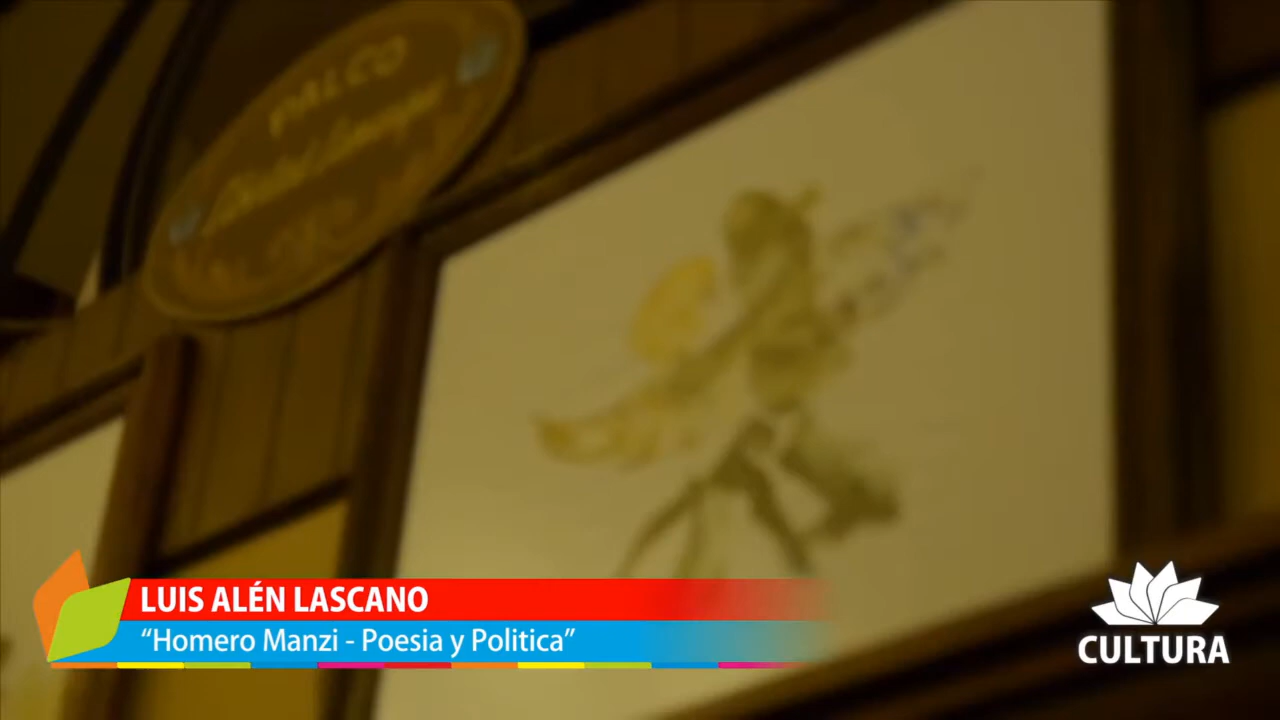 PALCO
LUIS ALÉN LASCANO
“Homero Manzi - Poesia y Politica”
CULTURA